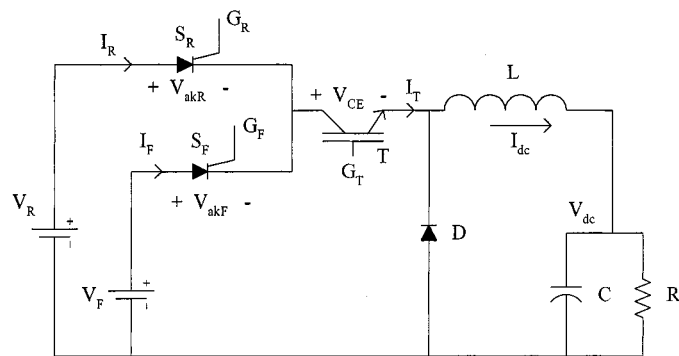 G_R
I_R S_R
+ V_akR -
G_F
I_F S_F
+ V_akF -
+ V_CE -
I_T
L
T
G_T
I_dc
V_R
+
-
V_F
+
-
D
V_dc
C
R